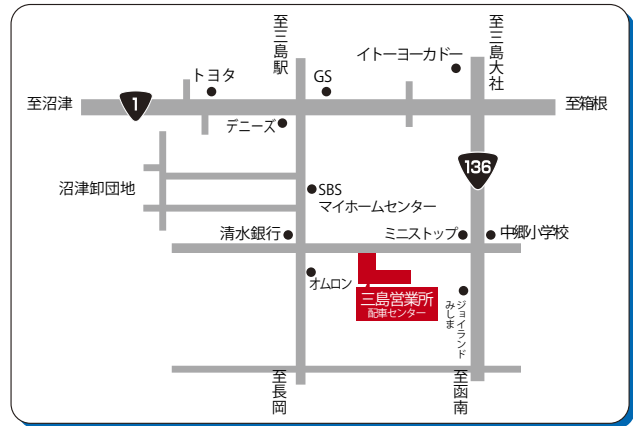 至三島駅
至三島大社
イトーヨーカドー
トヨタ
GS
至沼津
1
至箱根
デニーズ
136
沼津卸団地
SBS
マイホームセンター
清水銀行
ミニストップ
中郷小学校
オムロン
三島営業所
配車センター
ジョイランド
みしま
至長岡
至函南